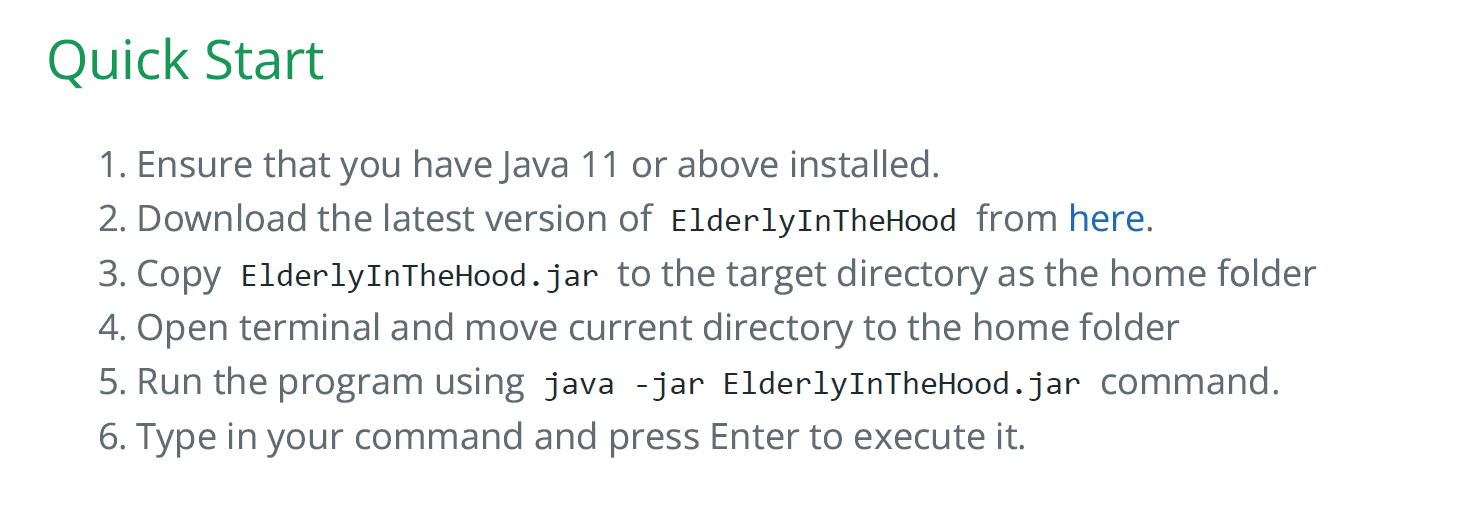 Quick Start
1. Ensure that you have Java 11 or above installed.
2. Download the latest version of ElderlyInTheHood from here.
3. Copy ElderlyInTheHood.jar to the target directory as the home folder
4. Open terminal and move current directory to the home folder
5. Run the program using java -jar ElderlyInTheHood.jar command.
6. Type in your command and press Enter to execute it.